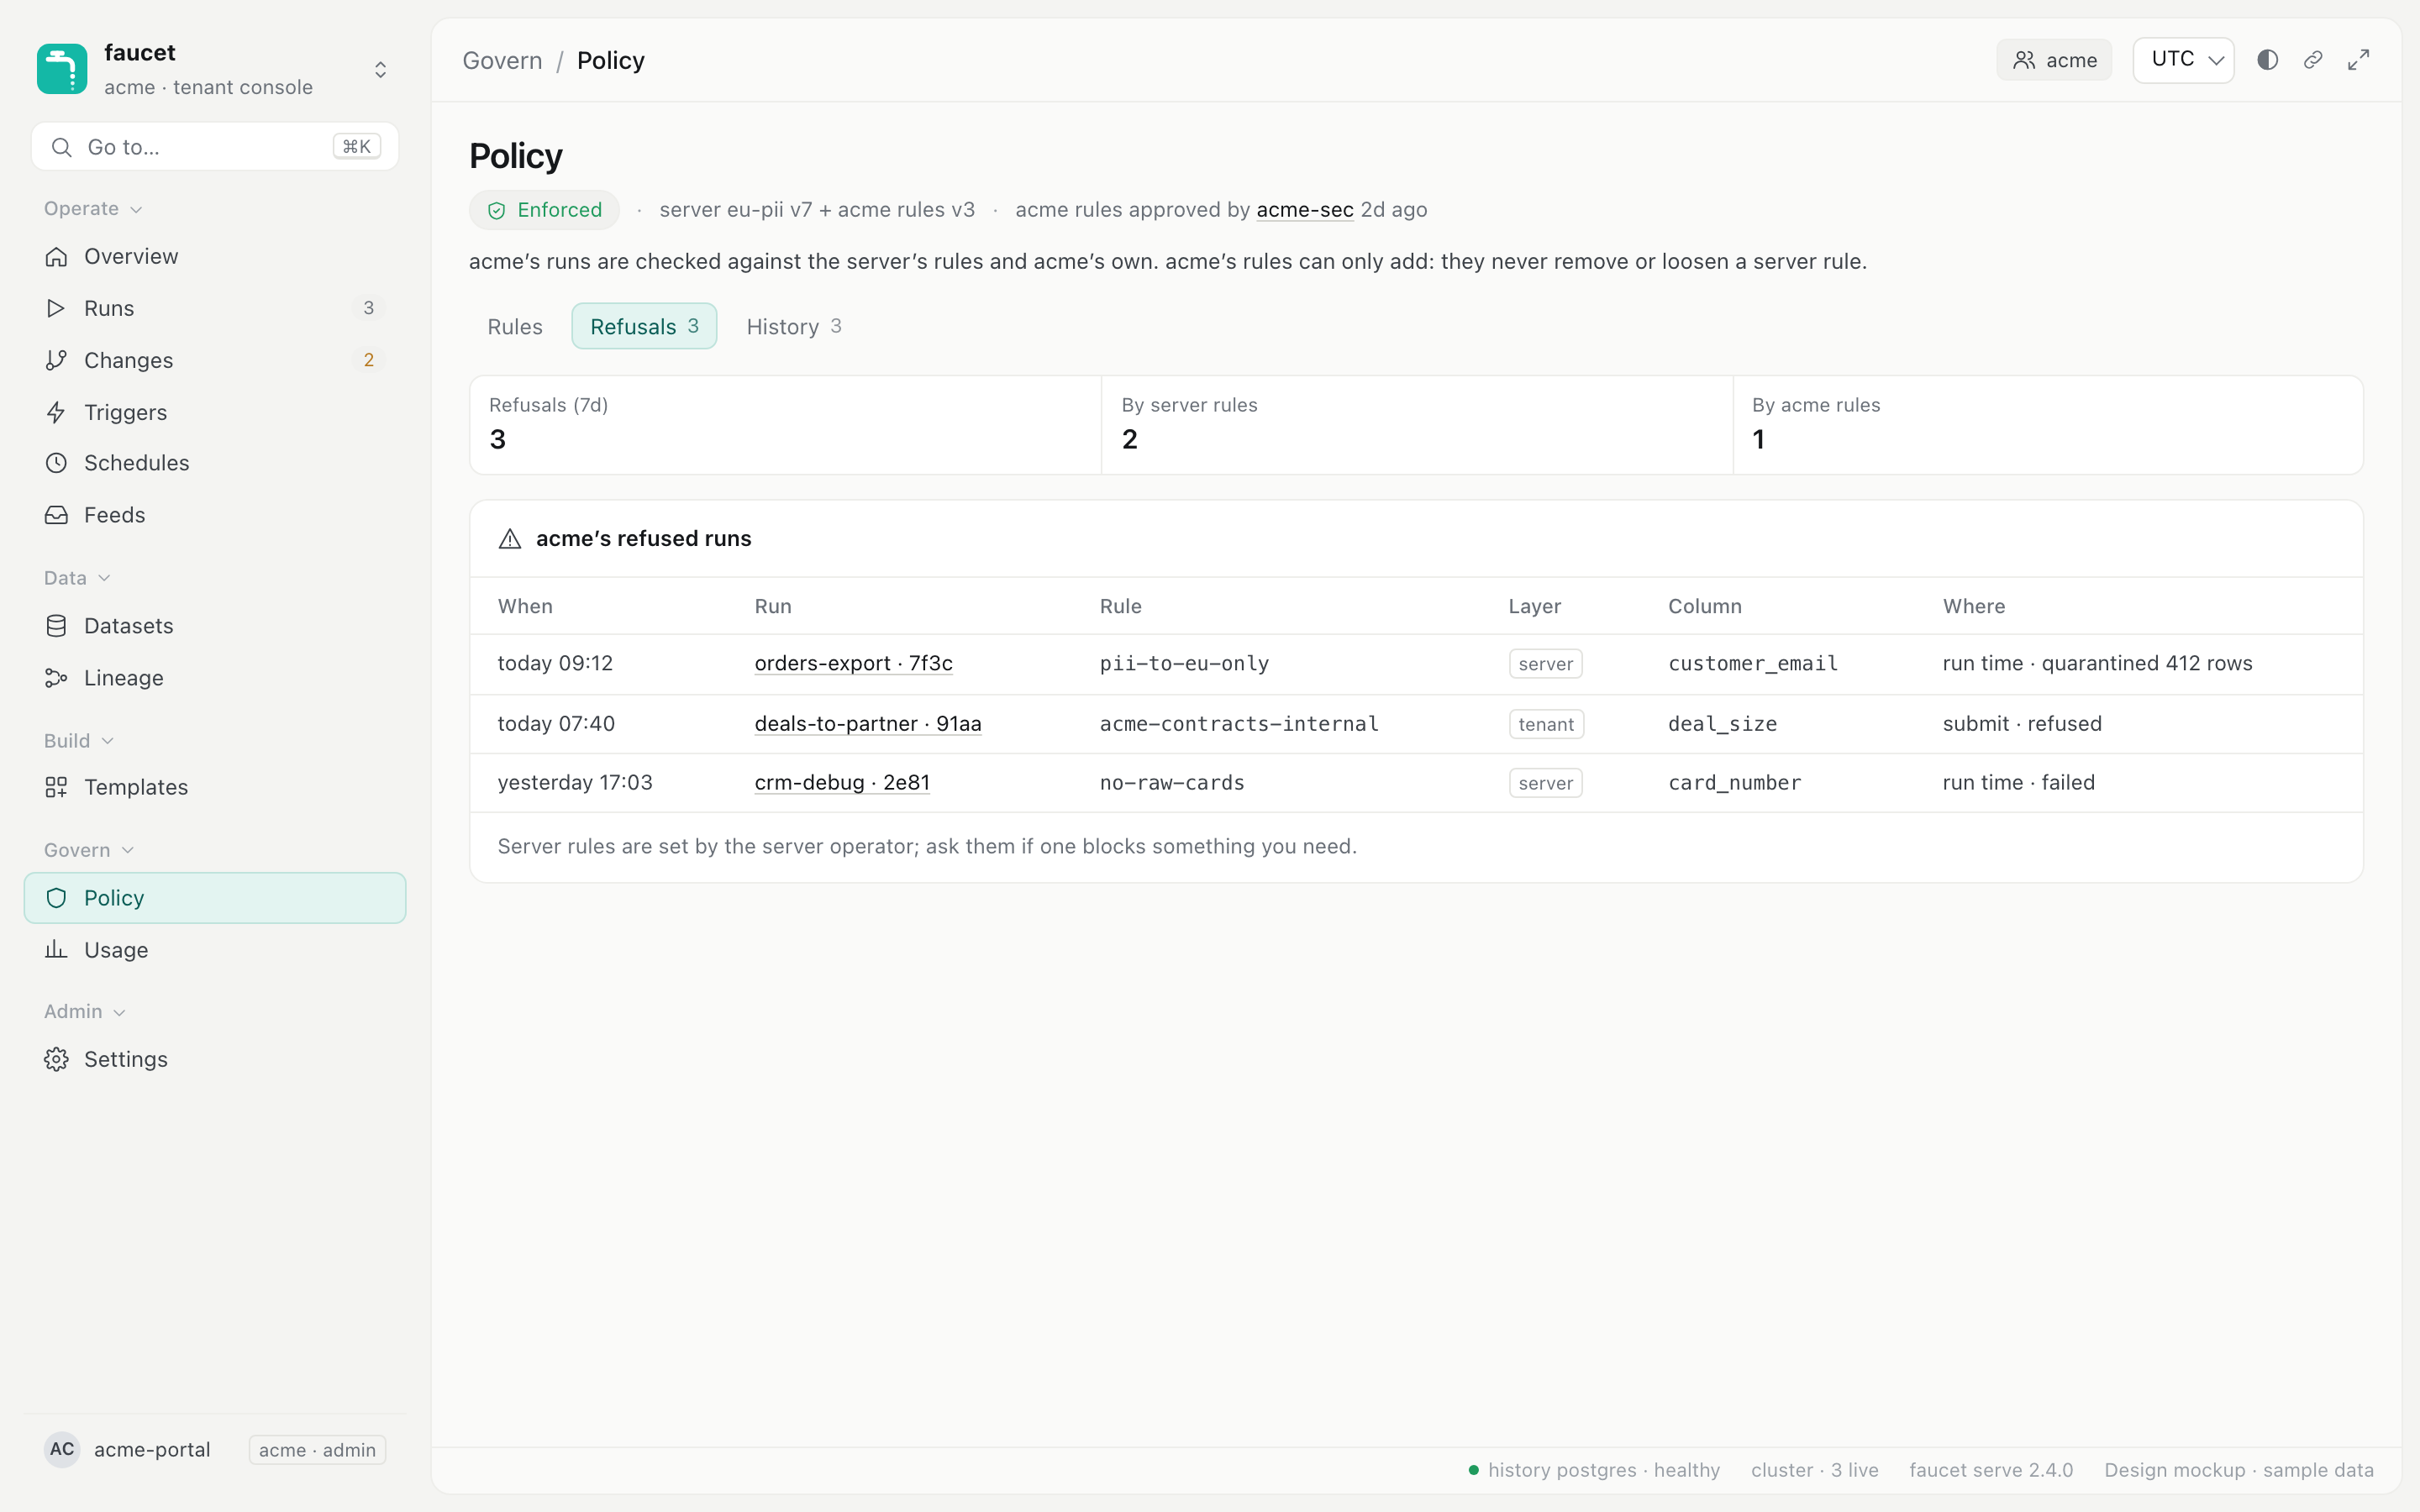 faucet
acme · tenant console
Go to...
⌘K
Operate
Overview
Runs 3
Changes 2
Triggers
Schedules
Feeds
Data
Datasets
Lineage
Build
Templates
Govern
Policy
Usage
Admin
Settings
AC acme-portal acme · admin
Govern / Policy
acme UTC
Policy
Enforced · server eu-pii v7 + acme rules v3 · acme rules approved by acme-sec 2d ago
acme’s runs are checked against the server’s rules and acme’s own. acme’s rules can only add: they never remove or loosen a server rule.
Rules Refusals 3 History 3
Refusals (7d) By server rules By acme rules
3 2 1
acme’s refused runs
When Run Rule Layer Column Where
today 09:12 orders-export · 7f3c pii-to-eu-only server customer_email run time · quarantined 412 rows
today 07:40 deals-to-partner · 91aa acme-contracts-internal tenant deal_size submit · refused
yesterday 17:03 crm-debug · 2e81 no-raw-cards server card_number run time · failed
Server rules are set by the server operator; ask them if one blocks something you need.
history postgres · healthy cluster · 3 live faucet serve 2.4.0 Design mockup · sample data